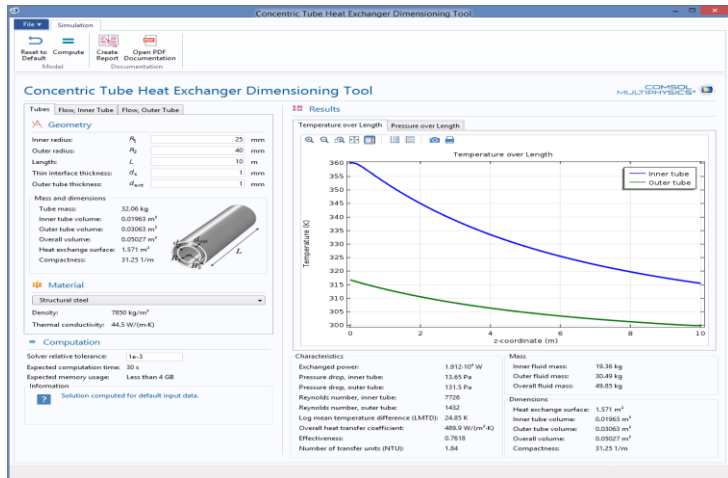 Concentric Tube Heat Exchanger Dimensioning Tool
File Simulation
Reset to Default
Compute
Create Report
Open PDF Documentation
Model
Documentation
Concentric Tube Heat Exchanger Dimensioning Tool
COMSOL
MULTIPHYSICS
Tubes Flow, Inner Tube Flow, Outer Tube
Geometry
Inner radius: R₁ 25 mm
Outer radius: R₂ 40 mm
Length: L 10 m
Thin interface thickness: 1 mm
Outer tube thickness: 1 mm
Mass and dimensions
Tube mass: 32.06 kg
Inner tube volume: 0.01963 m³
Outer tube volume: 0.03063 m³
Overall volume: 0.05027 m³
Heat exchange surface: 1.571 m²
Compactness: 31.25 1/m
L
Material
Structural steel
Density: 7850 kg/m³
Thermal conductivity: 44.5 W/(m·K)
Computation
Solver relative tolerance: 1e-3
Expected computation time: 30 s
Expected memory usage: Less than 4 GB
Information
Solution computed for default input data.
Results
Temperature over Length Pressure over Length
Temperature over Length
Temperature (K)
360
355
350
345
340
335
330
325
320
315
310
305
300
Inner tube
Outer tube
0 2 4 6 8 10
z-coordinate (m)
Characteristics
Exchanged power: 1.912·10⁴ W
Pressure drop, inner tube: 13.65 Pa
Pressure drop, outer tube: 131.5 Pa
Reynolds number, inner tube: 7726
Reynolds number, outer tube: 1432
Log mean temperature difference (LMTD): 24.85 K
Overall heat transfer coefficient: 489.9 W/(m²·K)
Effectiveness: 0.7618
Number of transfer units (NTU): 1.84
Mass
Inner fluid mass: 19.36 kg
Outer fluid mass: 30.49 kg
Overall fluid mass: 49.85 kg
Dimensions
Heat exchange surface: 1.571 m²
Inner tube volume: 0.01963 m³
Outer tube volume: 0.03063 m³
Overall volume: 0.05027 m³
Compactness: 31.25 1/m